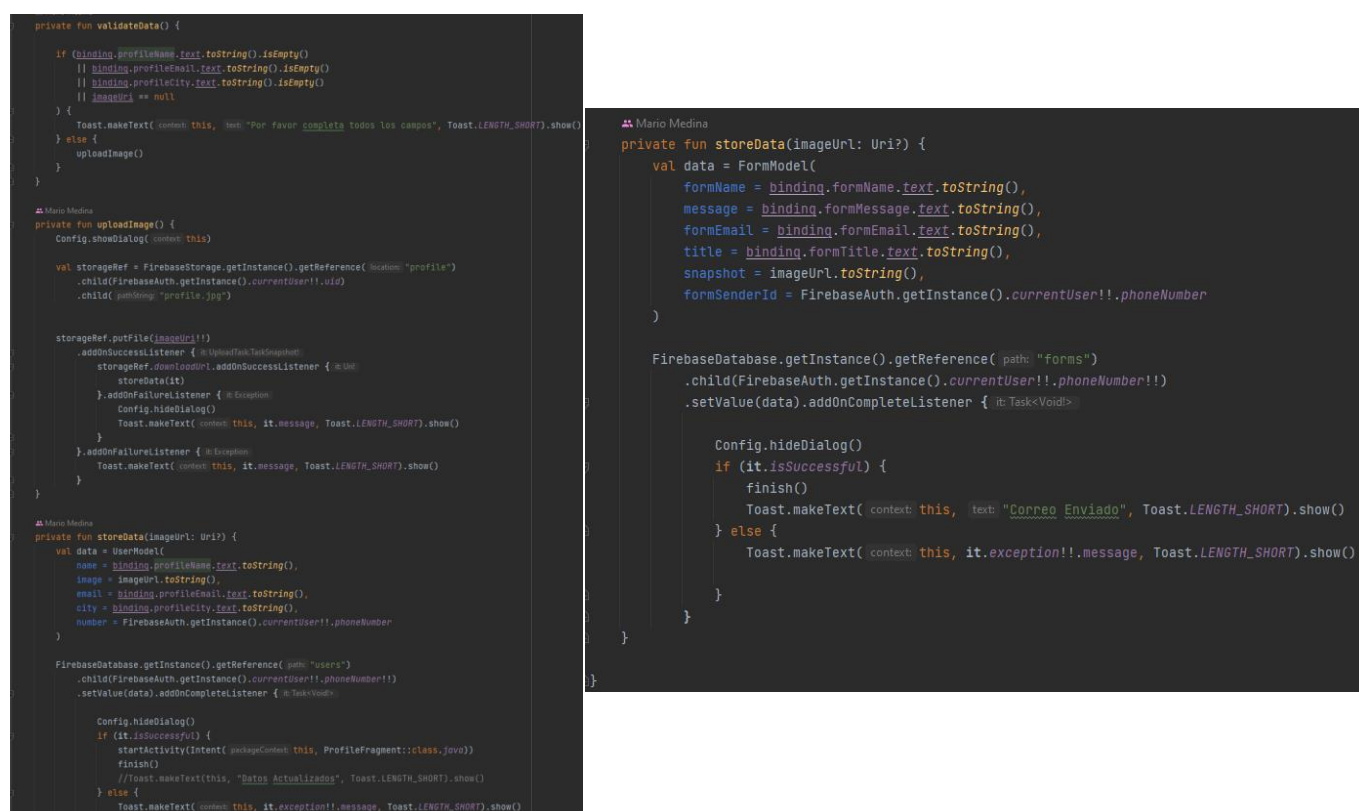 private fun validateData() {
if (binding.profileName.text.toString().isEmpty()
|| binding.profileEmail.text.toString().isEmpty()
|| binding.profileCity.text.toString().isEmpty()
|| imageUri == null
) {
Toast.makeText( context: this, text: "Por favor completa todos los campos", Toast.LENGTH_SHORT).show()
} else {
uploadImage()
}
}
Mario Medina
private fun uploadImage() {
Config.showDialog( context: this)
val storageRef = FirebaseStorage.getInstance().getReference( location: "profile")
.child(FirebaseAuth.getInstance().currentUser!!.uid)
.child( pathString: "profile.jpg")
storageRef.putFile(imageUri!!)
.addOnSuccessListener { it: UploadTask.TaskSnapshot!
storageRef.downloadUrl.addOnSuccessListener { it: Uri!
storeData(it)
}.addOnFailureListener { it: Exception
Config.hideDialog()
Toast.makeText( context: this, it.message, Toast.LENGTH_SHORT).show()
}
}.addOnFailureListener { it: Exception
Toast.makeText( context: this, it.message, Toast.LENGTH_SHORT).show()
}
}
Mario Medina
private fun storeData(imageUrl: Uri?) {
val data = UserModel(
name = binding.profileName.text.toString(),
image = imageUrl.toString(),
email = binding.profileEmail.text.toString(),
city = binding.profileCity.text.toString(),
number = FirebaseAuth.getInstance().currentUser!!.phoneNumber
)
FirebaseDatabase.getInstance().getReference( path: "users")
.child(FirebaseAuth.getInstance().currentUser!!.phoneNumber!!)
.setValue(data).addOnCompleteListener { it: Task<Void!>
Config.hideDialog()
if (it.isSuccessful) {
startActivity(Intent( packageContext: this, ProfileFragment::class.java))
finish()
//Toast.makeText(this, "Datos Actualizados", Toast.LENGTH_SHORT).show()
} else {
Toast.makeText( context: this, it.exception!!.message, Toast.LENGTH_SHORT).show()
Mario Medina
private fun storeData(imageUrl: Uri?) {
val data = FormModel(
formName = binding.formName.text.toString(),
message = binding.formMessage.text.toString(),
formEmail = binding.formEmail.text.toString(),
title = binding.formTitle.text.toString(),
snapshot = imageUrl.toString(),
formSenderId = FirebaseAuth.getInstance().currentUser!!.phoneNumber
)
FirebaseDatabase.getInstance().getReference( path: "forms")
.child(FirebaseAuth.getInstance().currentUser!!.phoneNumber!!)
.setValue(data).addOnCompleteListener { it: Task<Void!>
Config.hideDialog()
if (it.isSuccessful) {
finish()
Toast.makeText( context: this, text: "Correo Enviado", Toast.LENGTH_SHORT).show()
} else {
Toast.makeText( context: this, it.exception!!.message, Toast.LENGTH_SHORT).show()
}
}
}
}